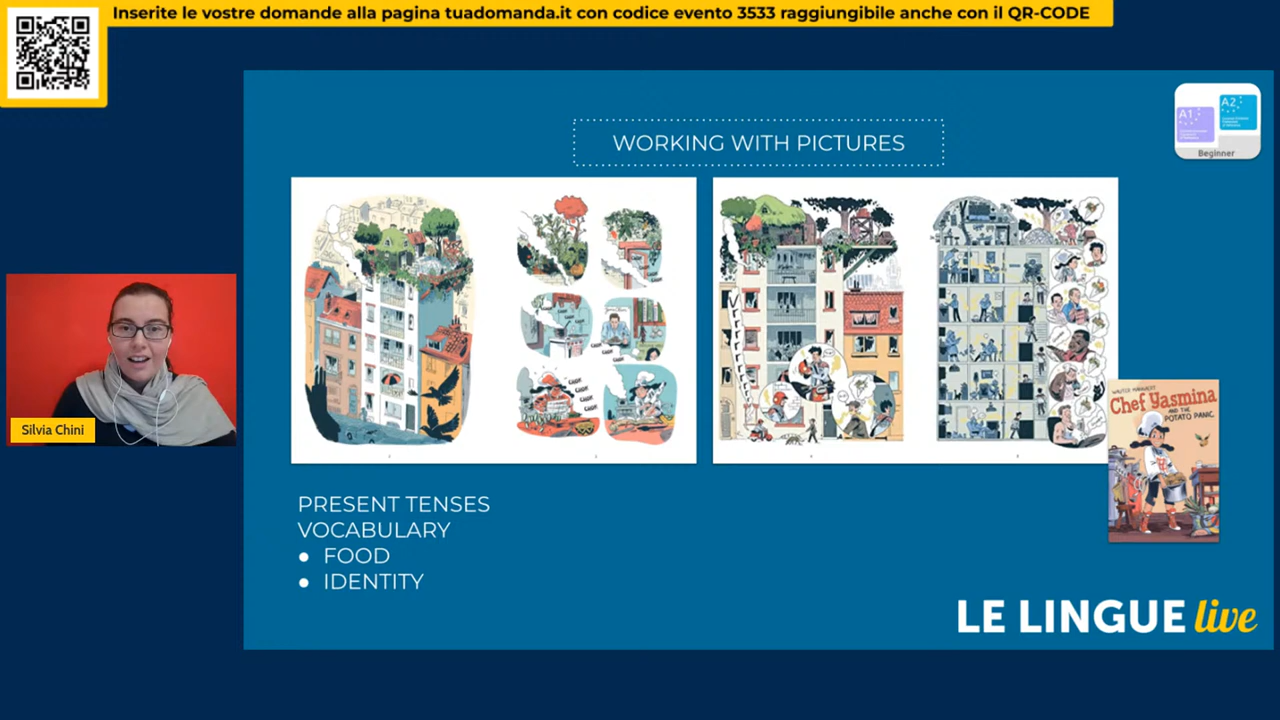 Inserite le vostre domande alla pagina tuadomanda.it con codice evento 3533 raggiungibile anche con il QR-CODE
WORKING WITH PICTURES
A1
A2
Beginner
Chef Yasmina
AND THE
POTATO PANIC
Silvia Chini
PRESENT TENSES
VOCABULARY
● FOOD
● IDENTITY
LE LINGUE live